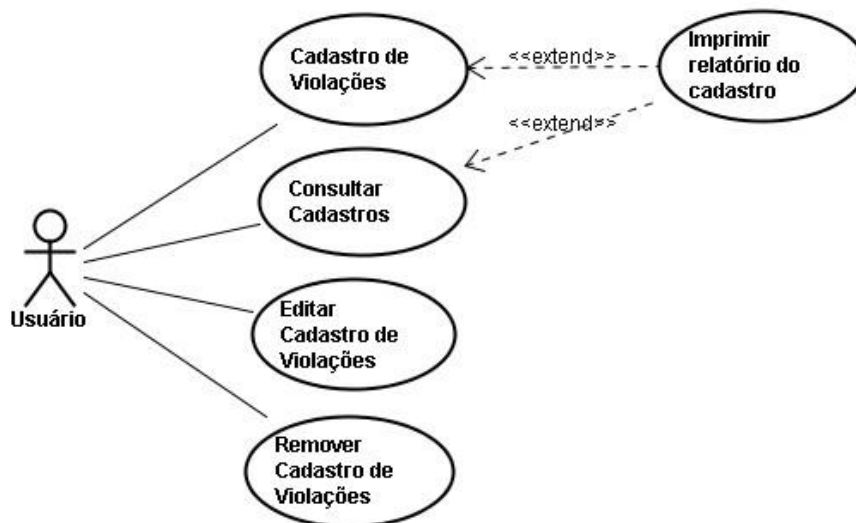 Cadastro de
Violações
<<extend>>
Imprimir
relatório do
cadastro
<<extend>>
Consultar
Cadastros
Usuário
Editar
Cadastro de
Violações
Remover
Cadastro de
Violações